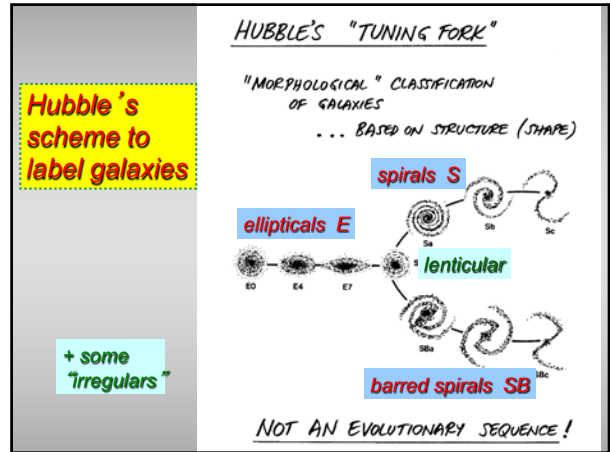 HUBBLE'S "TUNING FORK"
"MORPHOLOGICAL" CLASSIFICATION
OF GALAXIES
... BASED ON STRUCTURE (SHAPE)
Hubble's
scheme to
label galaxies
spirals S
Sa
Sb
Sc
ellipticals E
E0
E4
E7
lenticular
SBa
SBc
barred spirals SB
+ some
"irregulars"
NOT AN EVOLUTIONARY SEQUENCE!